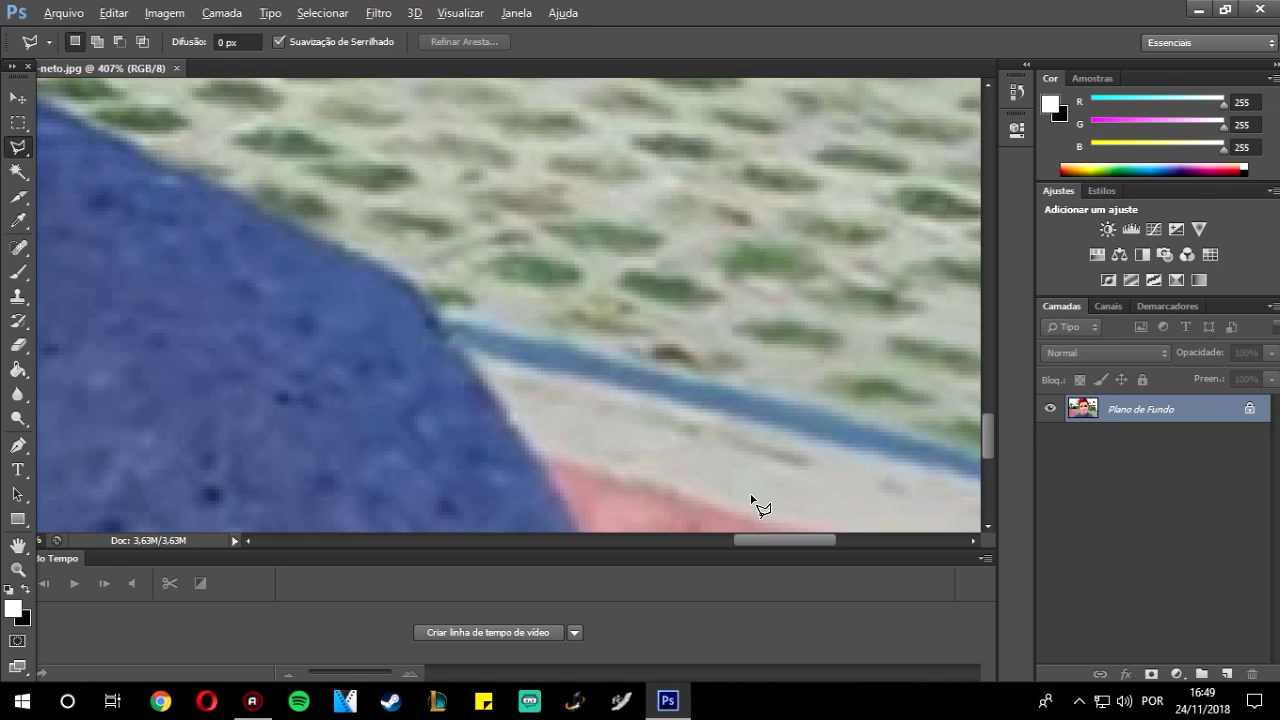 Ps Arquivo Editar Imagem Camada Tipo Selecionar Filtro 3D Visualizar Janela Ajuda
Difusão: 0 px Suavização de Serrilhado Refinar Aresta... Essenciais
-neto.jpg @ 407% (RGB/8) ×
Cor Amostras
R 255
G 255
B 255
Ajustes Estilos
Adicionar um ajuste
Camadas Canais Demarcadores
Tipo
Normal Opacidade: 100%
Bloq.: Preen.: 100%
Plano de Fundo
Doc: 3,63M/3,63M
do Tempo
Criar linha de tempo de vídeo
Ps POR 16:49
24/11/2018